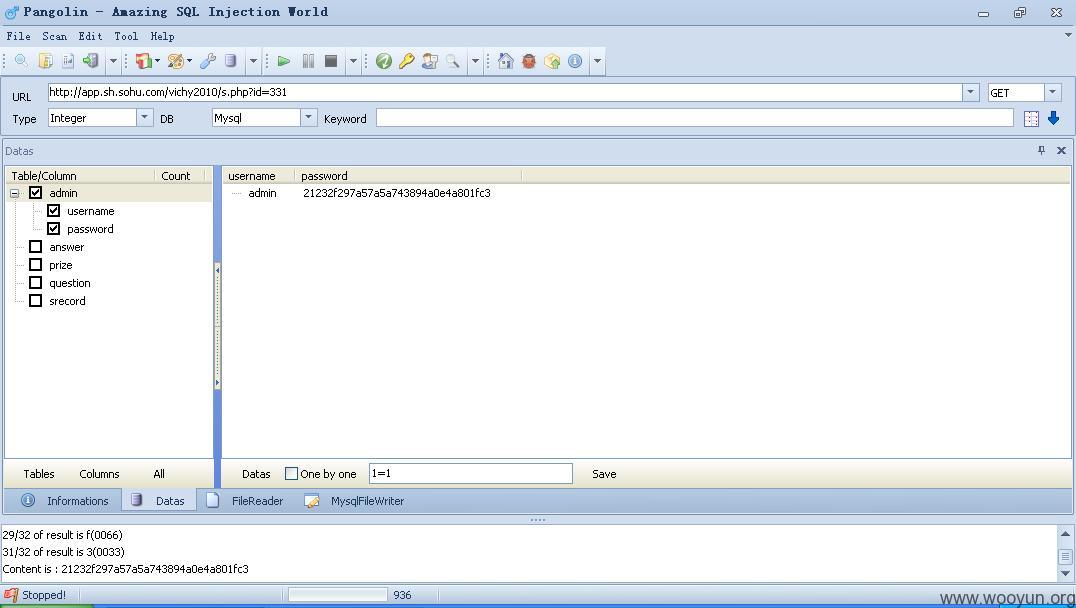 Pangolin - Amazing SQL Injection World
File Scan Edit Tool Help
URL http://app.sh.sohu.com/vichy2010/s.php?id=331 GET
Type Integer DB Mysql Keyword
Datas
Table/Column Count username password
admin admin 21232f297a57a5a743894a0e4a801fc3
username
password
answer
prize
question
srecord
Tables Columns All Datas One by one 1=1 Save
Informations Datas FileReader MysqlFileWriter
29/32 of result is f(0066)
31/32 of result is 3(0033)
Content is : 21232f297a57a5a743894a0e4a801fc3
Stopped! 936
www.wooyun.org